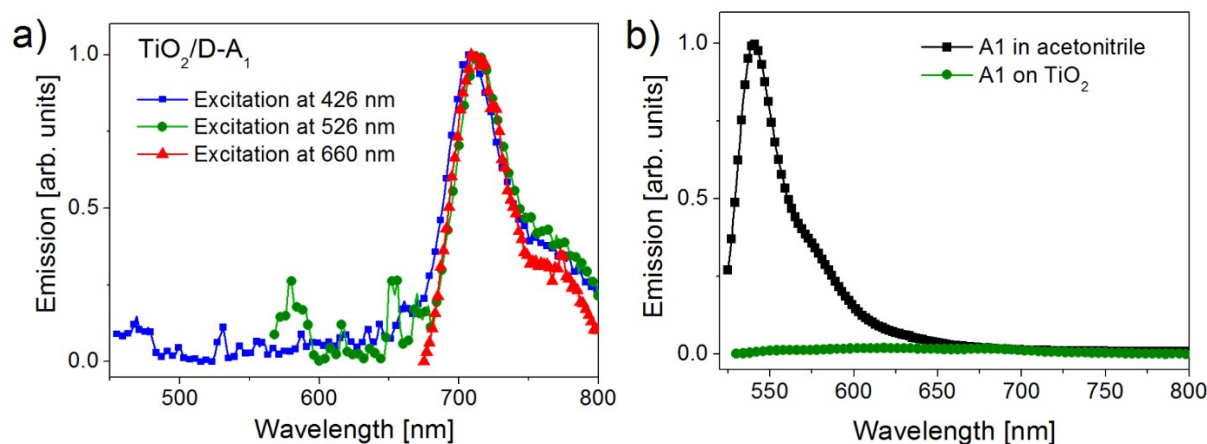 a)
TiO₂/D-A₁
Excitation at 426 nm
Excitation at 526 nm
Excitation at 660 nm
1.0
0.5
0.0
Emission [arb. units]
500 600 700 800
Wavelength [nm]
b)
A1 in acetonitrile
A1 on TiO₂
1.0
0.5
0.0
Emission [arb. units]
550 600 650 700 750 800
Wavelength [nm]